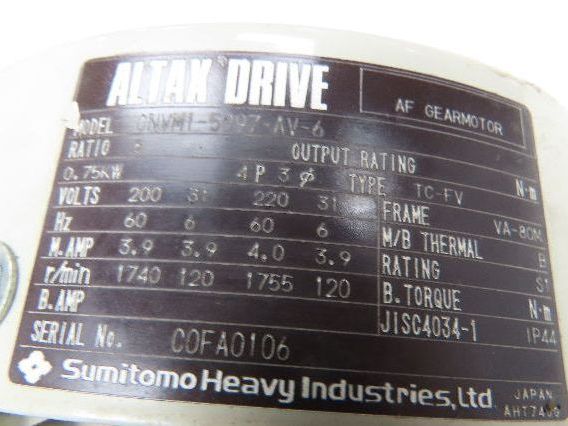 ALTAX DRIVE
AF GEARMOTOR
MODEL CNVM1-5097-AV-6
RATIO 6 OUTPUT RATING N·m
0.75KW 4P 3φ TYPE TC-FV
VOLTS 200 31 220 31 FRAME VA-80M
Hz 60 6 60 6 M/B THERMAL B
M.AMP 3.9 3.9 4.0 3.9 RATING S1
r/min 1740 120 1755 120 B.TORQUE N·m
B.AMP JISC4034-1 IP44
SERIAL No. C0FA0106
Sumitomo Heavy Industries, Ltd. JAPAN